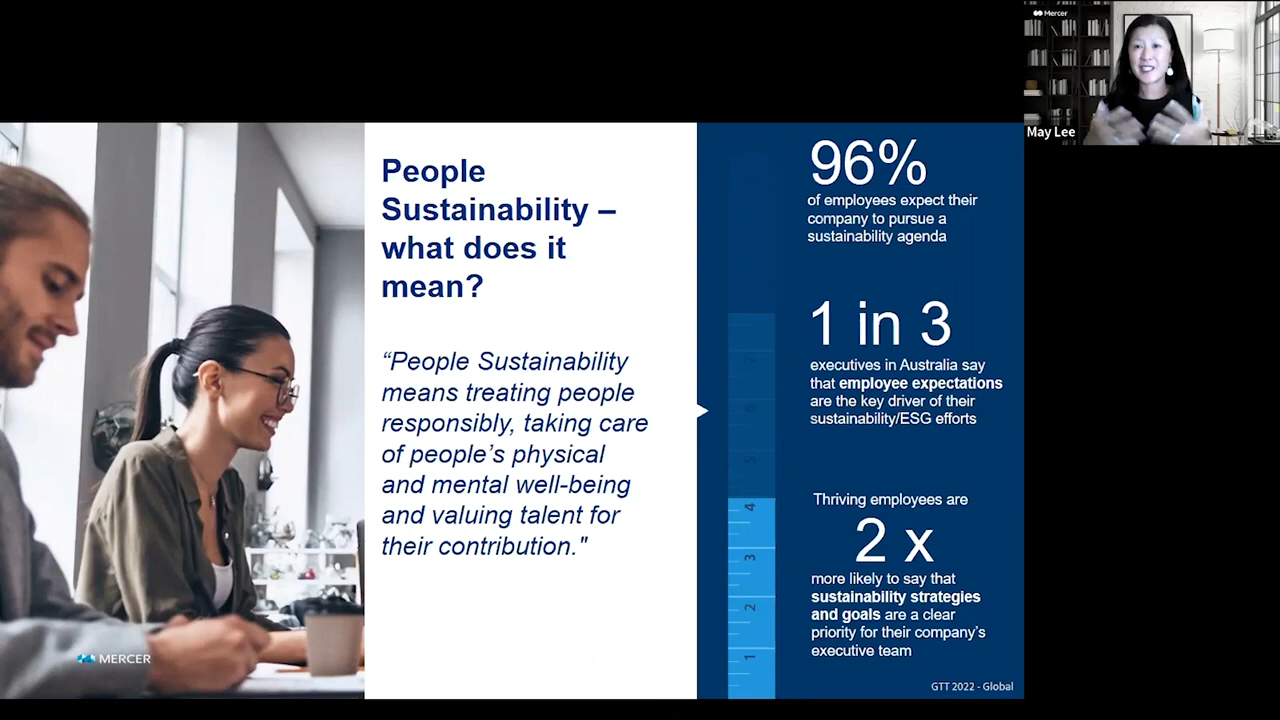 Mercer
May Lee
People
Sustainability –
what does it
mean?
“People Sustainability
means treating people
responsibly, taking care
of people’s physical
and mental well-being
and valuing talent for
their contribution."
96%
of employees expect their
company to pursue a
sustainability agenda
1 in 3
executives in Australia say
that employee expectations
are the key driver of their
sustainability/ESG efforts
Thriving employees are
2 x
more likely to say that
sustainability strategies
and goals are a clear
priority for their company’s
executive team
7
6
5
4
3
2
1
MERCER
GTT 2022 - Global